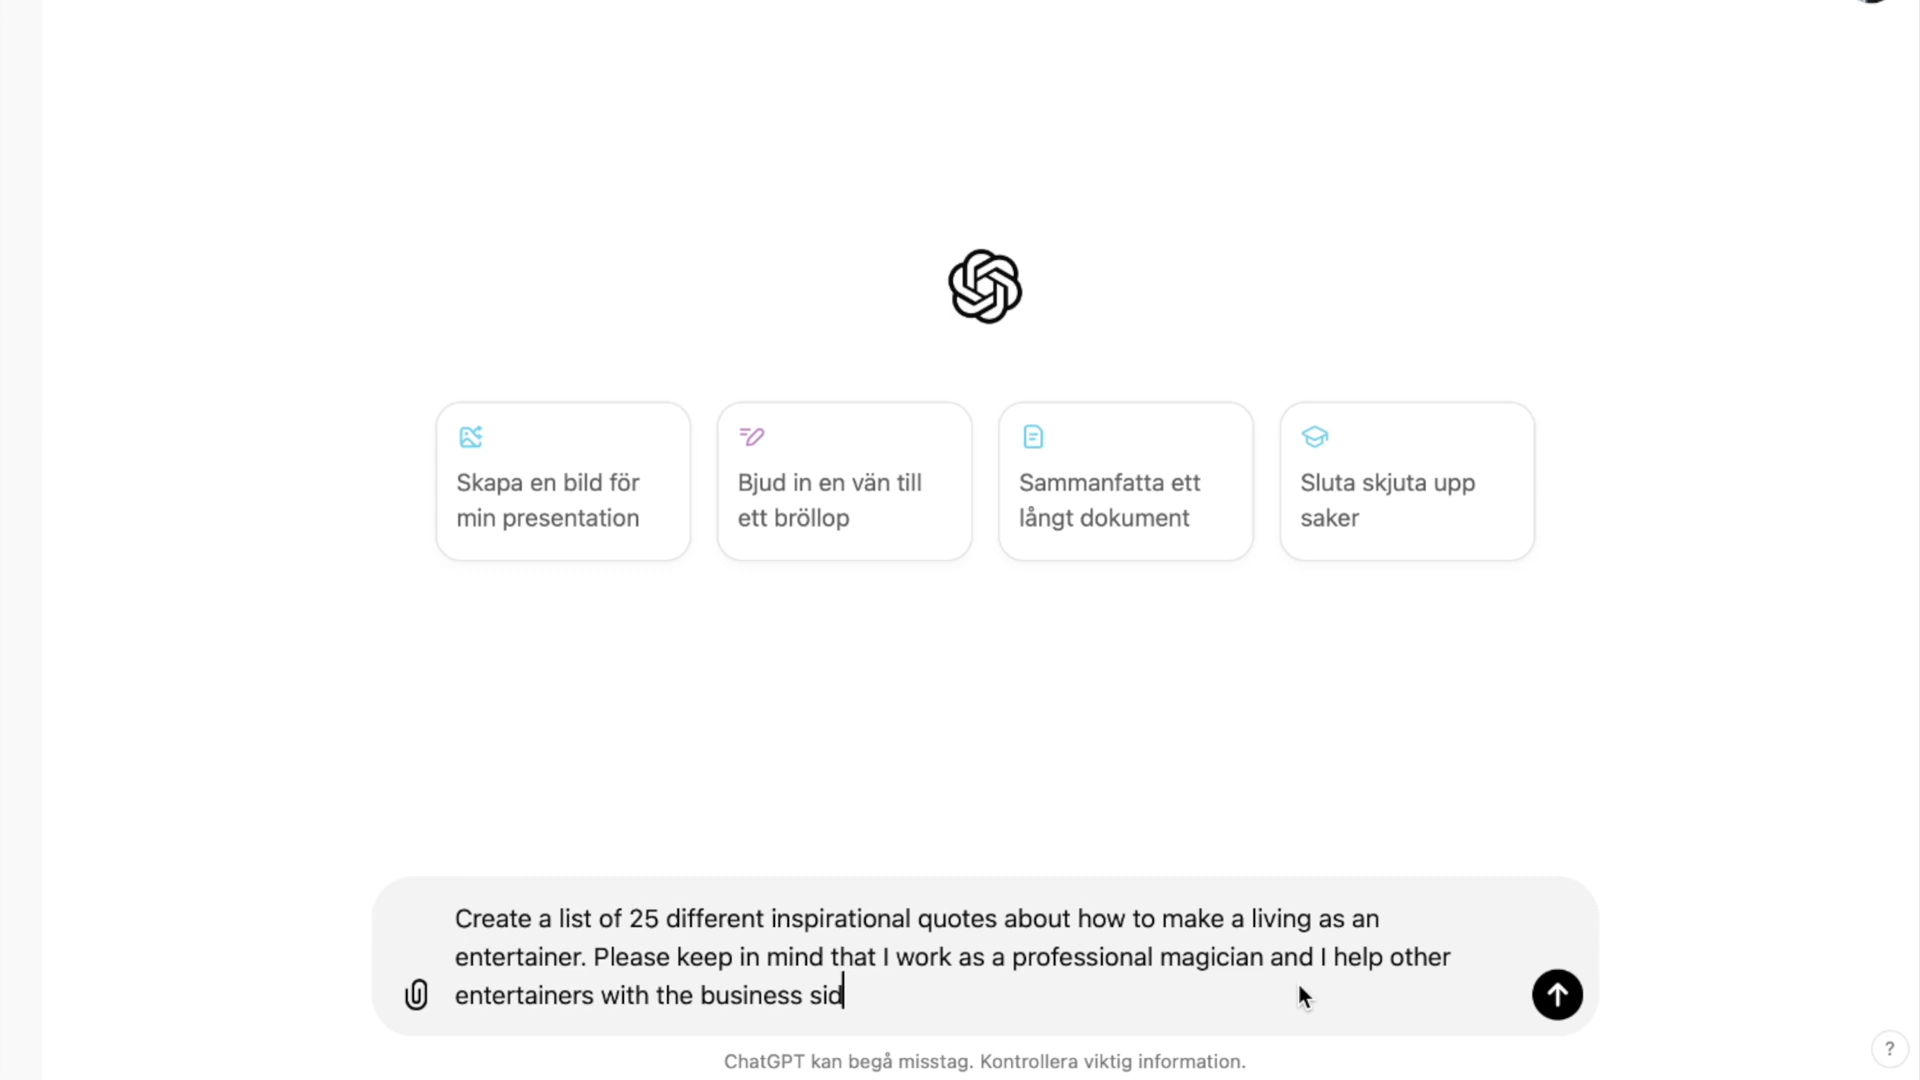 Skapa en bild för
min presentation
Bjud in en vän till
ett bröllop
Sammanfatta ett
långt dokument
Sluta skjuta upp
saker
Create a list of 25 different inspirational quotes about how to make a living as an
entertainer. Please keep in mind that I work as a professional magician and I help other
entertainers with the business sid
ChatGPT kan begå misstag. Kontrollera viktig information.
?